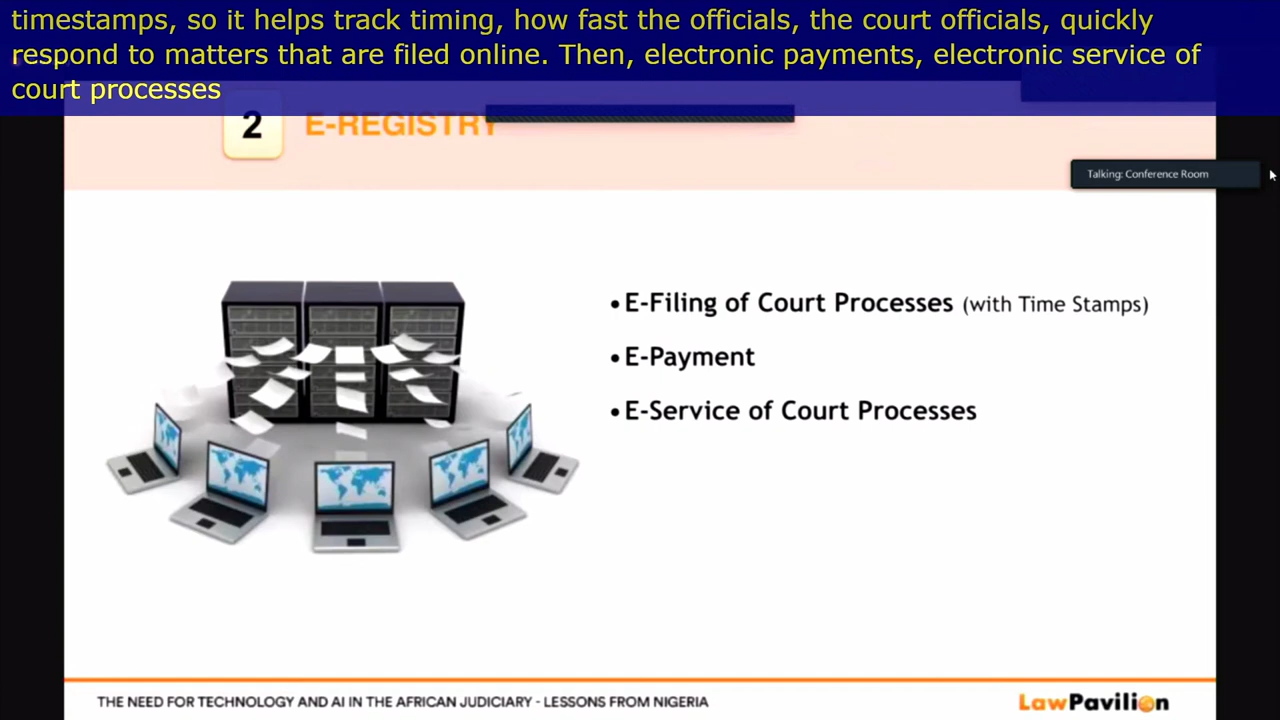 timestamps, so it helps track timing, how fast the officials, the court officials, quickly
respond to matters that are filed online. Then, electronic payments, electronic service of
court processes
2 E-REGISTRY
Talking: Conference Room
• E-Filing of Court Processes (with Time Stamps)
• E-Payment
• E-Service of Court Processes
THE NEED FOR TECHNOLOGY AND AI IN THE AFRICAN JUDICIARY - LESSONS FROM NIGERIA
LawPavilion